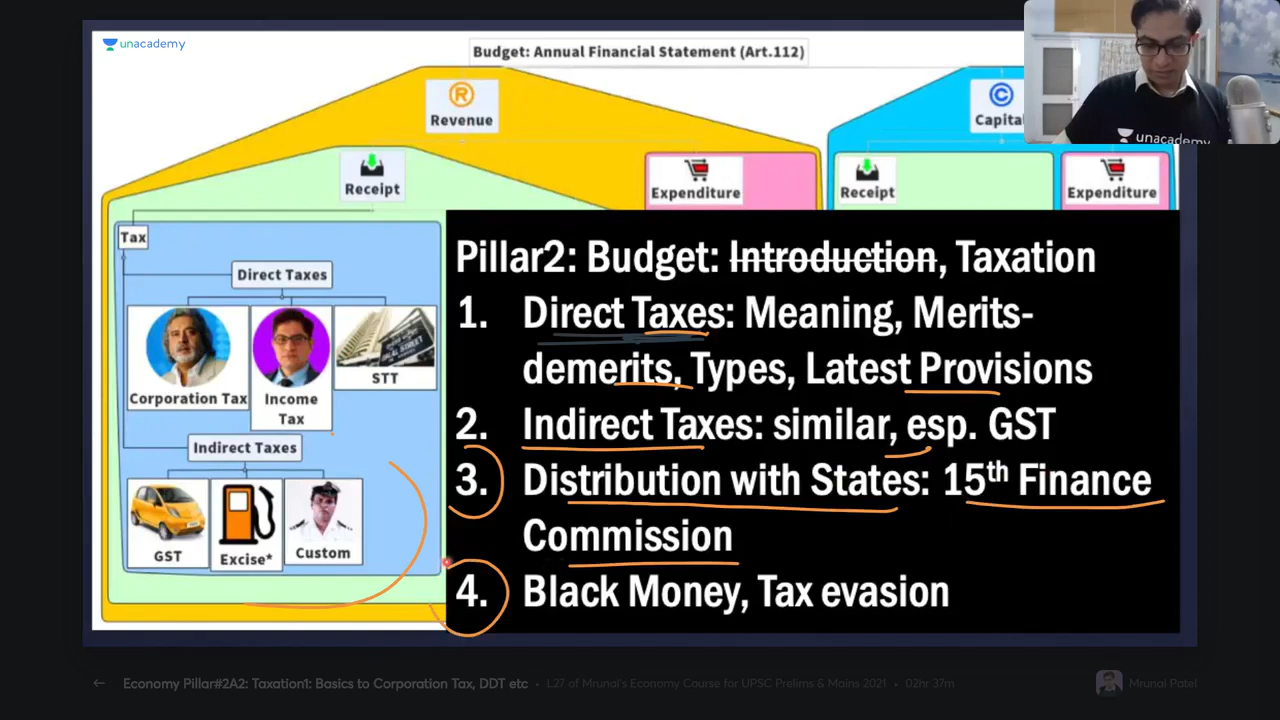 unacademy
Budget: Annual Financial Statement (Art.112)
Revenue
Capital
Receipt
Expenditure
Receipt
Expenditure
Tax
Direct Taxes
Corporation Tax
Income
Tax
STT
Indirect Taxes
GST
Excise*
Custom
Pillar2: Budget: Introduction, Taxation
1. Direct Taxes: Meaning, Merits-
demerits, Types, Latest Provisions
2. Indirect Taxes: similar, esp. GST
3. Distribution with States: 15th Finance
Commission
4. Black Money, Tax evasion
unacademy
← Economy Pillar#2A2: Taxation1: Basics to Corporation Tax, DDT etc • L27 of Mrunal's Economy Course for UPSC Prelims & Mains 2021 • 02hr 37m
Mrunal Patel